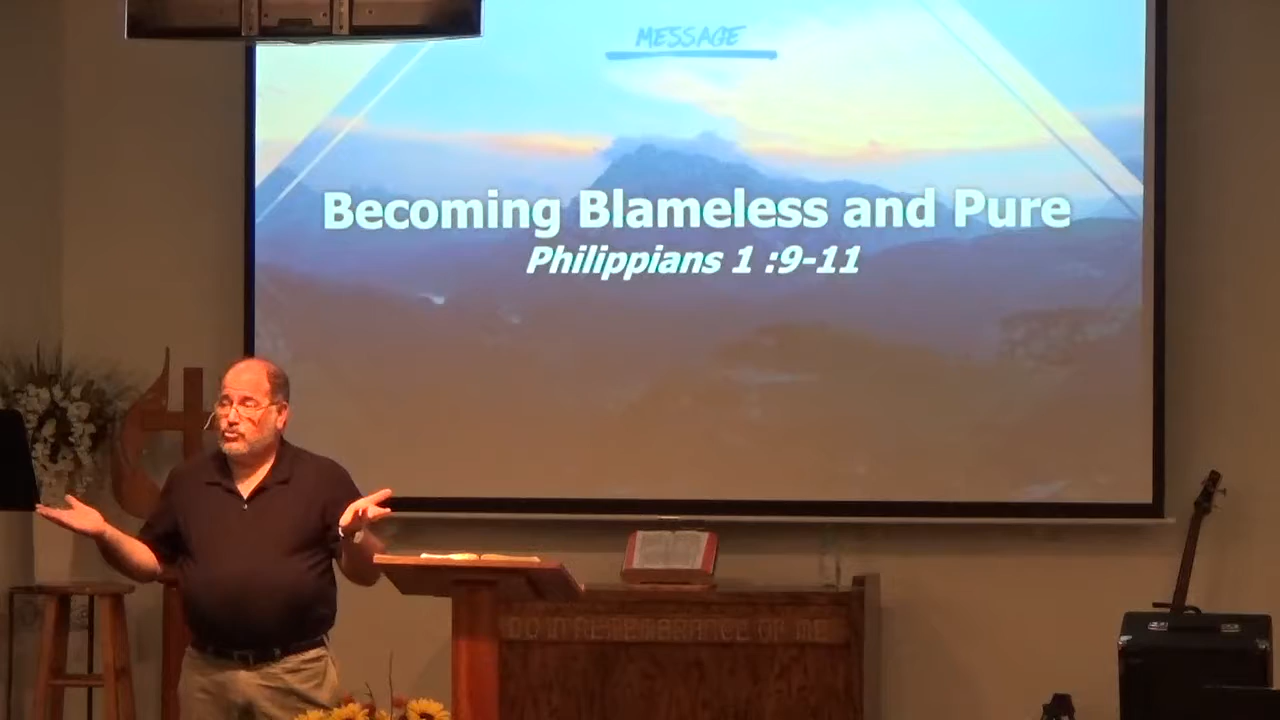 MESSAGE
Becoming Blameless and Pure
Philippians 1 :9-11
DO IN REMEMBRANCE OF ME